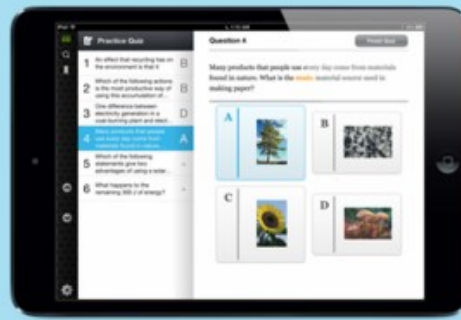 Practice Quiz
1 An effect that recycling has on
the environment is that it B
2 Which of the following actions
is the most productive way of
using this accumulation of... B
3 One difference between
electricity generation in a
coal-burning plant and elect... D
4 Many products that people
use every day come from
materials found in nature... A
5 Which of the following
statements give two
advantages of using a solar... -
6 What happens to the
remaining 365 J of energy? -
Question 4
Finish Quiz
Many products that people use every day come from materials
found in nature. What is the main material source used in
making paper?
A
B
C
D